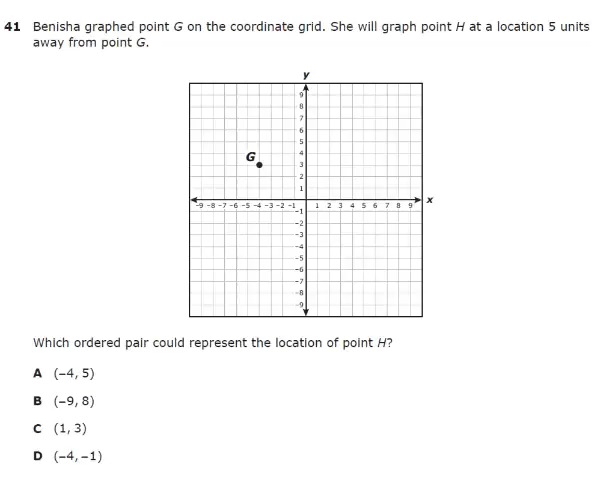 41 Benisha graphed point G on the coordinate grid. She will graph point H at a location 5 units
away from point G.
y
9
8
7
6
5
G 4
3
2
1
-9 -8 -7 -6 -5 -4 -3 -2 -1 1 2 3 4 5 6 7 8 9 x
-1
-2
-3
-4
-5
-6
-7
-8
-9
Which ordered pair could represent the location of point H?
A (−4, 5)
B (−9, 8)
C (1, 3)
D (−4, −1)